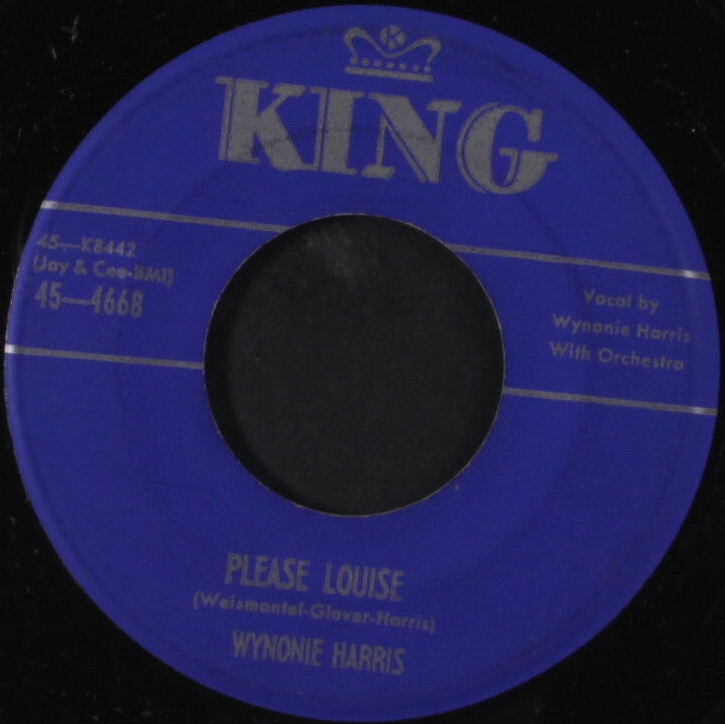 K
KING
45—K8442
(Jay & Cee-BMI)
45—4668
Vocal by
Wynonie Harris
With Orchestra
PLEASE LOUISE
(Weismantel-Glover-Harris)
WYNONIE HARRIS